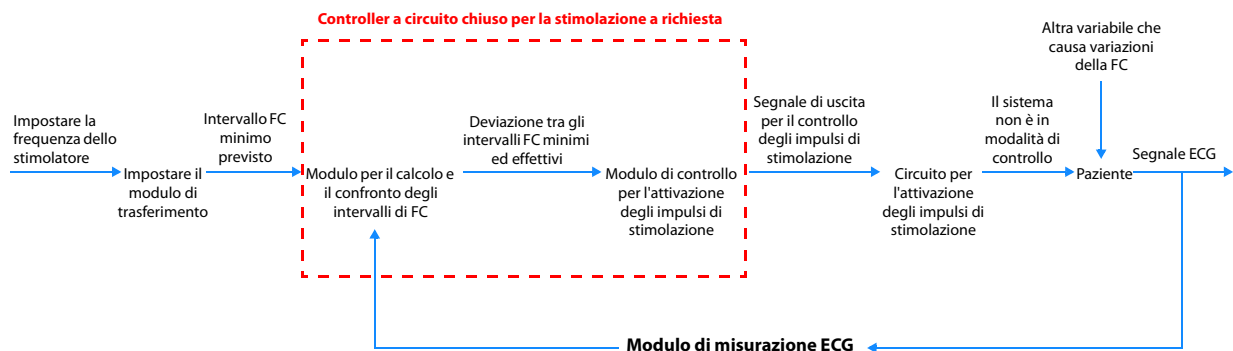 Controller a circuito chiuso per la stimolazione a richiesta
Altra variabile che
causa variazioni
della FC
Impostare la
frequenza dello
stimolatore
Intervallo FC
minimo
previsto
Deviazione tra gli
intervalli FC minimi
ed effettivi
Segnale di uscita
per il controllo
degli impulsi di
stimolazione
Il sistema
non è in
modalità di
controllo
Segnale ECG
Impostare il
modulo di
trasferimento
Modulo per il calcolo e
il confronto degli
intervalli di FC
Modulo di controllo
per l'attivazione
degli impulsi di
stimolazione
Circuito per
l'attivazione
degli impulsi di
stimolazione
Paziente
Modulo di misurazione ECG